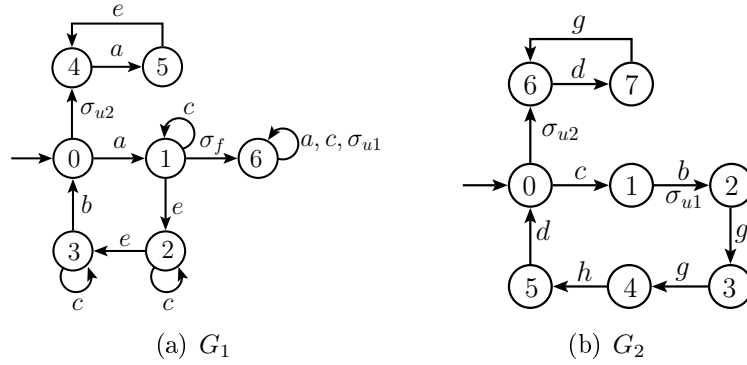 e
g
4 a 5
6 d 7
σu2
σu2
c
0 a 1 σf 6 a, c, σu1
0 c 1 b 2
σu1
b e
d g
3 e 2
5 h 4 g 3
c c
(a) G1
(b) G2